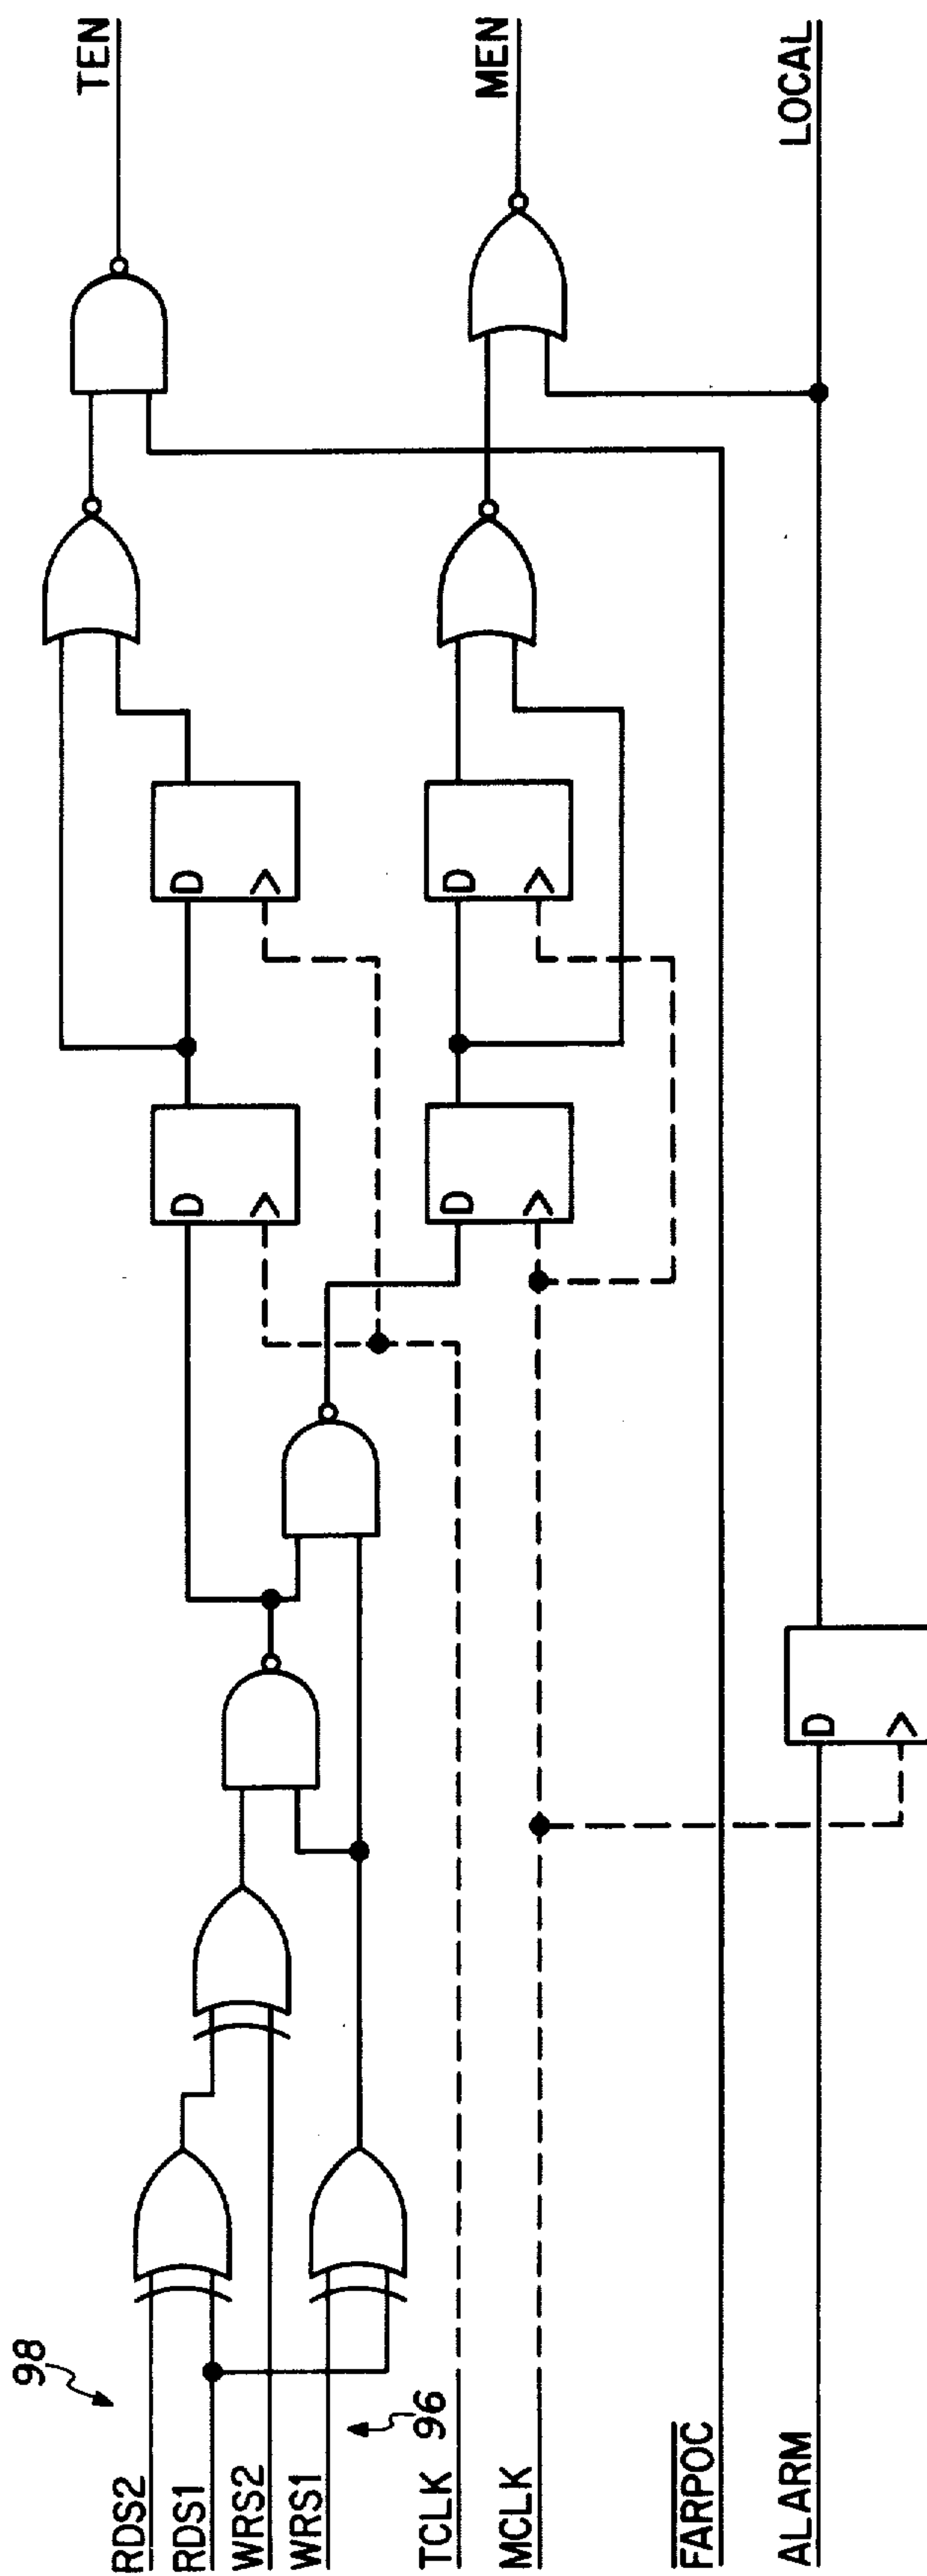 98
RDS2
RDS1
WRS2
WRS1
96
TCLK
MCLK
FARPOC
ALARM
D
D
D
D
D
TEN
MEN
LOCAL